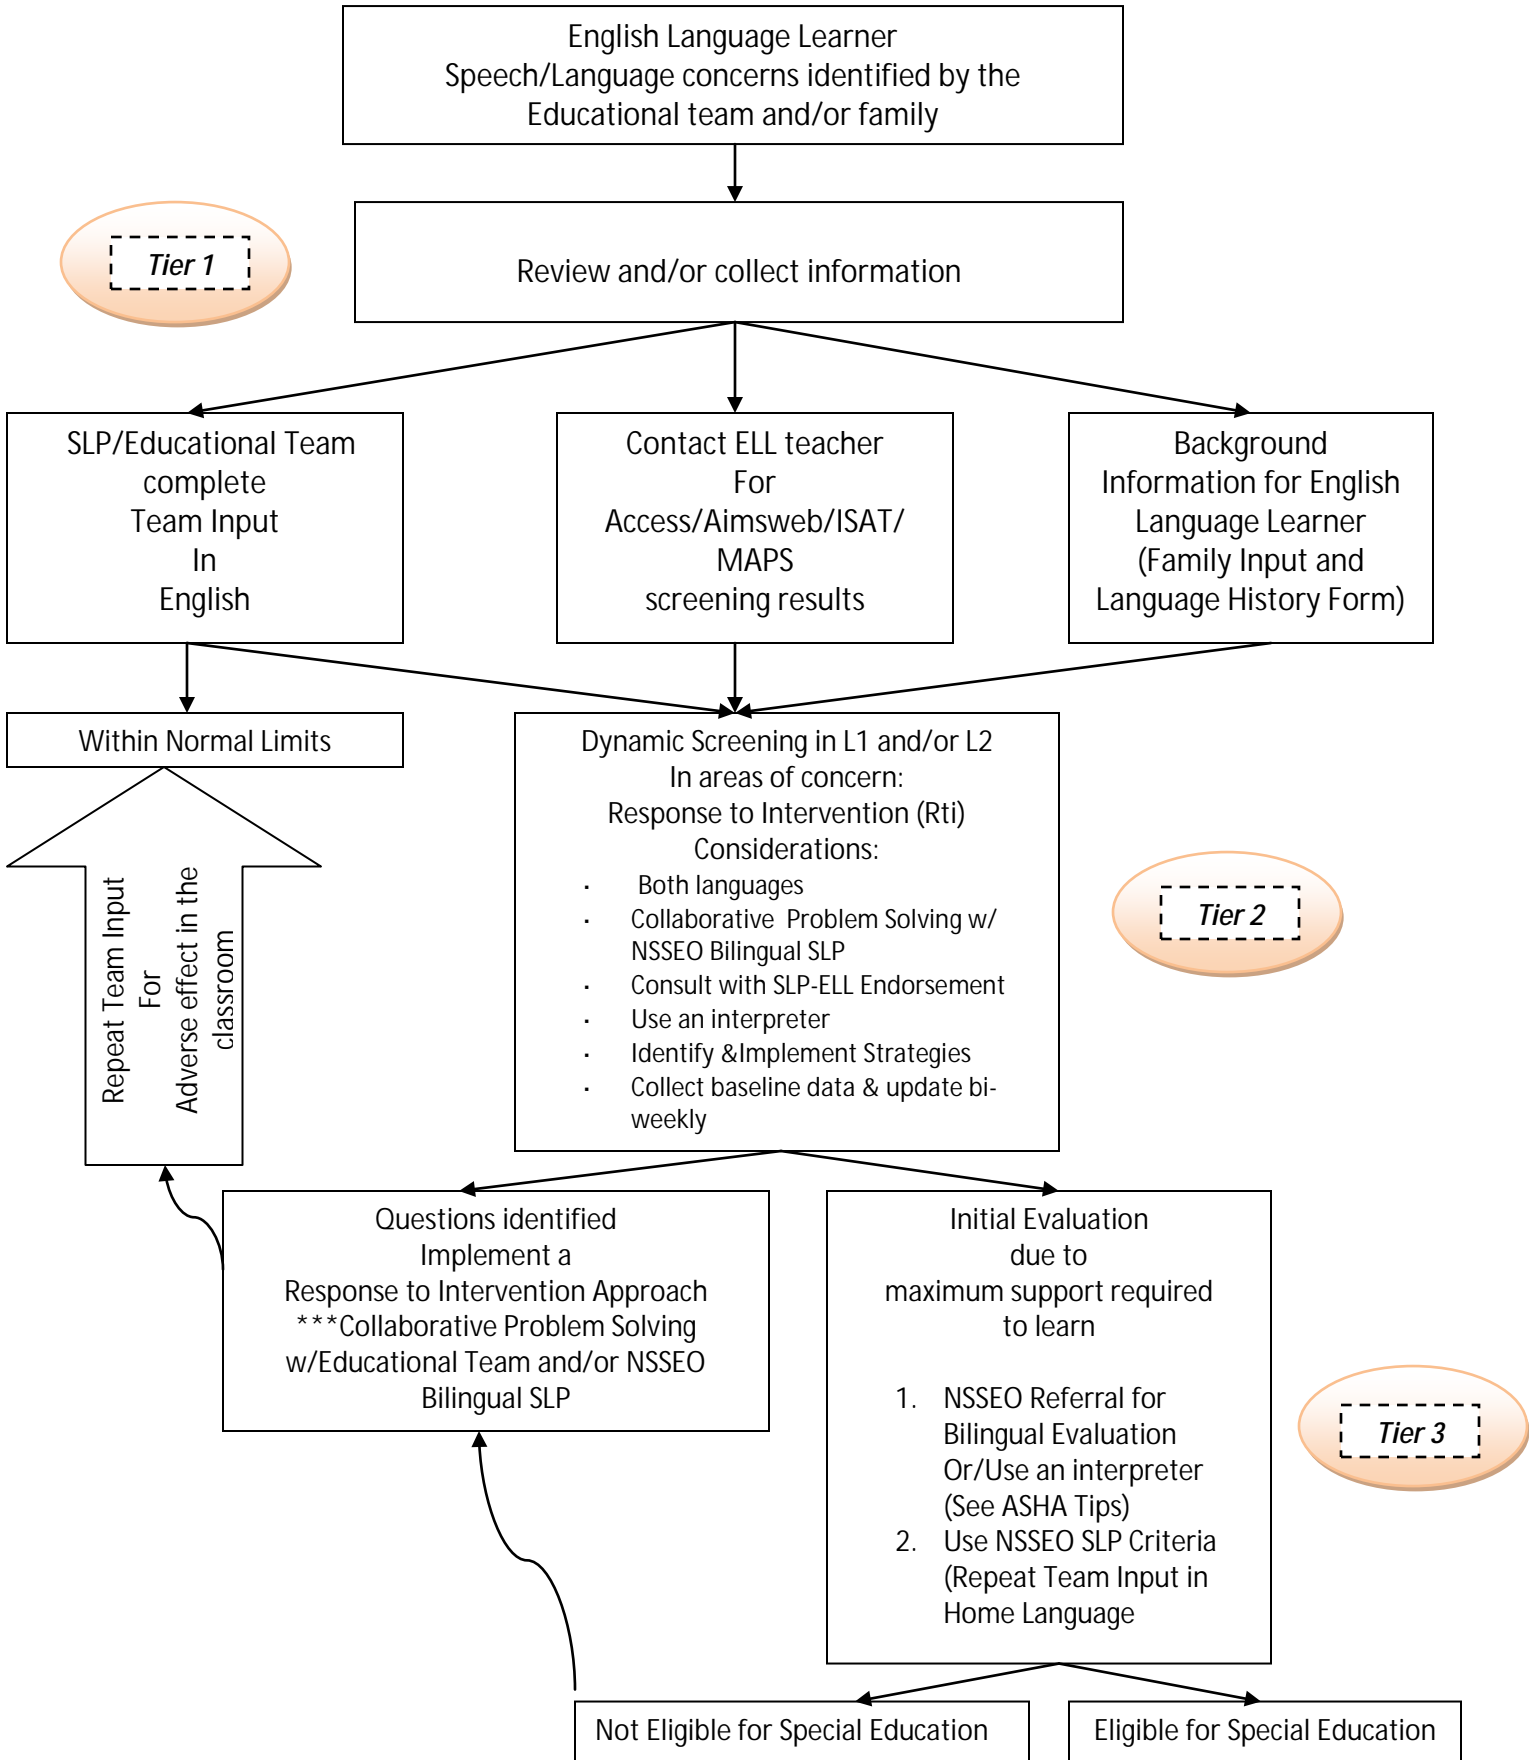 English Language Learner
Speech/Language concerns identified by the
Educational team and/or family
Tier 1
Review and/or collect information
SLP/Educational Team
complete
Team Input
In
English
Contact ELL teacher
For
Access/Aimsweb/ISAT/
MAPS
screening results
Background
Information for English
Language Learner
(Family Input and
Language History Form)
Within Normal Limits
Repeat Team Input
For
Adverse effect in the
classroom
Dynamic Screening in L1 and/or L2
In areas of concern:
Response to Intervention (Rti)
Considerations:
· Both languages
· Collaborative Problem Solving w/
NSSEO Bilingual SLP
· Consult with SLP-ELL Endorsement
· Use an interpreter
· Identify &Implement Strategies
· Collect baseline data & update bi-
weekly
Tier 2
Questions identified
Implement a
Response to Intervention Approach
***Collaborative Problem Solving
w/Educational Team and/or NSSEO
Bilingual SLP
Initial Evaluation
due to
maximum support required
to learn
1. NSSEO Referral for
Bilingual Evaluation
Or/Use an interpreter
(See ASHA Tips)
2. Use NSSEO SLP Criteria
(Repeat Team Input in
Home Language
Tier 3
Not Eligible for Special Education
Eligible for Special Education